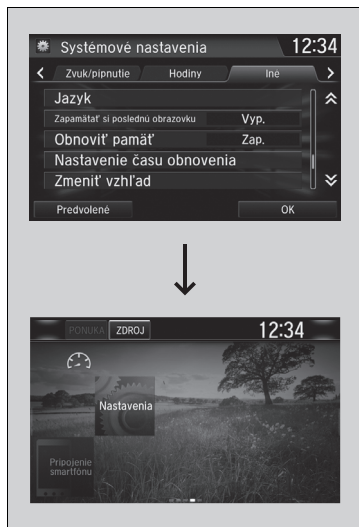 Systémové nastavenia
12:34
Zvuk/pípnutie
Hodiny
Iné
Jazyk
Zapamätať si poslednú obrazovku
Vyp.
Obnoviť pamäť
Zap.
Nastavenie času obnovenia
Zmeniť vzhľad
Predvolené
OK
PONUKA
ZDROJ
12:34
Nastavenia
Pripojenie
smartfónu